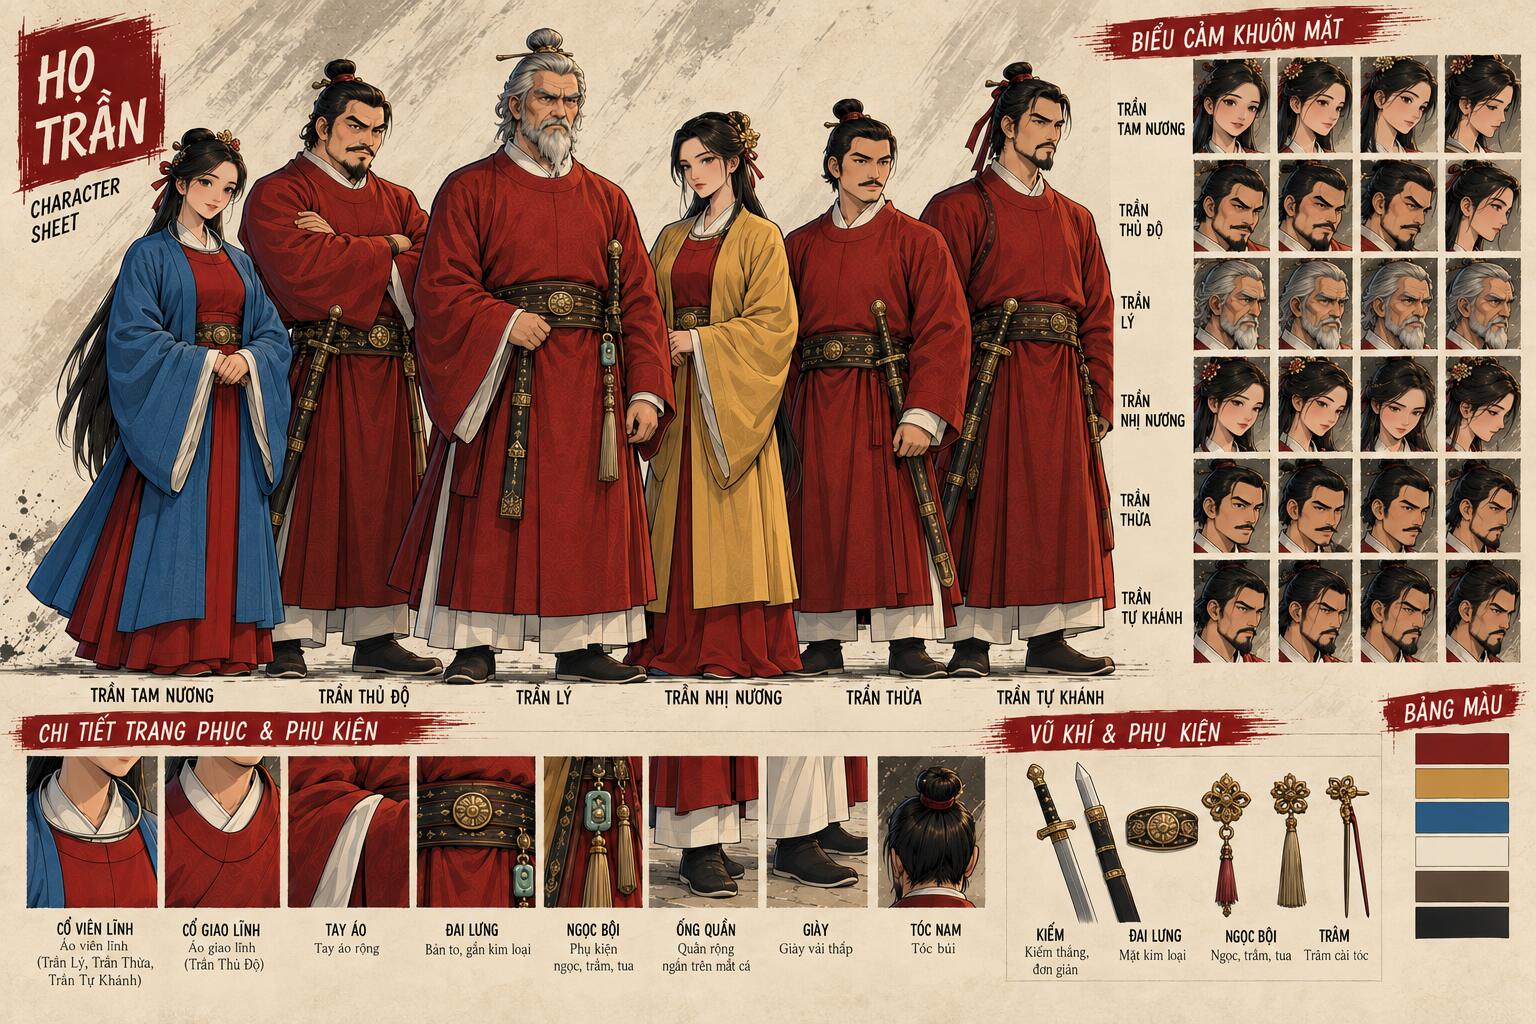 HỌ
TRẦN
CHARACTER
SHEET
BIỂU CẢM KHUÔN MẶT
TRẦN
TAM NƯƠNG
TRẦN
THỦ ĐỘ
TRẦN
LÝ
TRẦN
NHỊ NƯƠNG
TRẦN
THỪA
TRẦN
TỰ KHÁNH
TRẦN TAM NƯƠNG
TRẦN THỦ ĐỘ
TRẦN LÝ
TRẦN NHỊ NƯƠNG
TRẦN THỪA
TRẦN TỰ KHÁNH
CHI TIẾT TRANG PHỤC & PHỤ KIỆN
CỔ VIÊN LĨNH
Áo viên lĩnh
(Trần Lý, Trần Thừa,
Trần Tự Khánh)
CỔ GIAO LĨNH
Áo giao lĩnh
(Trần Thủ Độ)
TAY ÁO
Tay áo rộng
ĐAI LƯNG
Bản to, gắn kim loại
NGỌC BỘI
Phụ kiện
ngọc, trầm, tua
ỐNG QUẦN
Quần rộng
ngắn trên mắt cá
GIÀY
Giày vải thấp
TÓC NAM
Tóc búi
VŨ KHÍ & PHỤ KIỆN
KIẾM
Kiếm thẳng,
đơn giản
ĐAI LƯNG
Mặt kim loại
NGỌC BỘI
Ngọc, trầm, tua
TRÂM
Trâm cài tóc
BẢNG MÀU